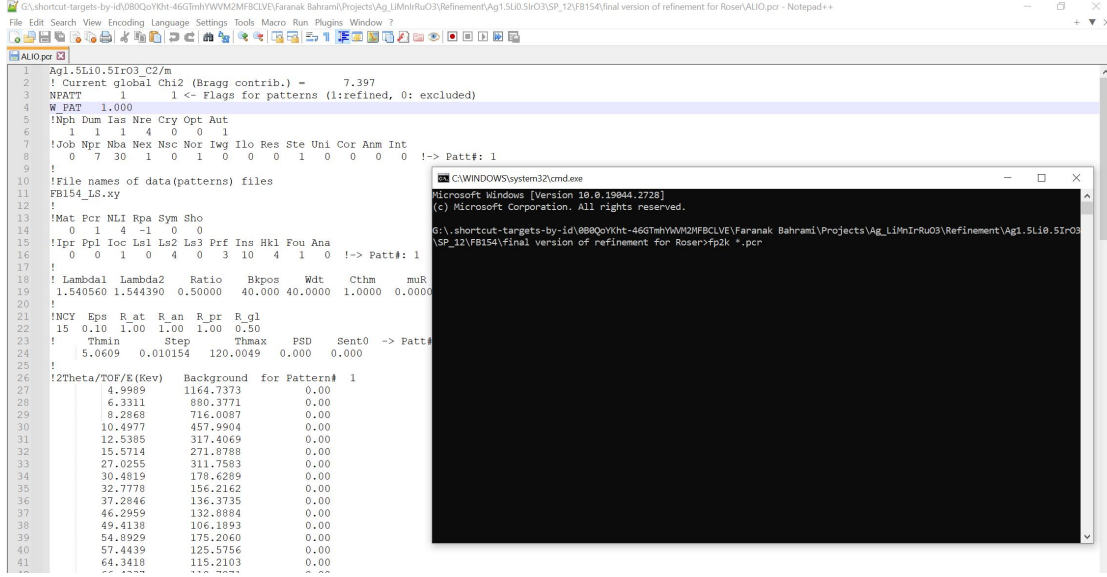 G:\.shortcut-targets-by-id\0B0QoYKht-46GTmhYWVM2MFBCLVE\Faranak Bahrami\Projects\Ag_LiMnIrRuO3\Refinement\Ag1.5Li0.5IrO3\SP_12\FB154\final version of refinement for Roser\ALIO.pcr - Notepad++
File Edit Search View Encoding Language Settings Tools Macro Run Plugins Window ?
ALIO.pcr
1 Ag1.5Li0.5IrO3_C2/m
2 ! Current global Chi2 (Bragg contrib.) = 7.397
3 NPATT 1 1 <- Flags for patterns (1:refined, 0: excluded)
4 W_PAT 1.000
5 !Nph Dum Ias Nre Cry Opt Aut
6 1 1 1 4 0 0 1
7 !Job Npr Nba Nex Nsc Nor Iwg Ilo Res Ste Uni Cor Anm Int
8 0 7 30 1 0 1 0 0 0 1 0 0 0 0 !-> Patt#: 1
9 !
10 !File names of data(patterns) files
11 FB154_LS.xy
12 !
13 !Mat Pcr NLI Rpa Sym Sho
14 0 1 4 -1 0 0
15 !Ipr Ppl Ioc Ls1 Ls2 Ls3 Prf Ins Hkl Fou Ana
16 0 0 1 0 4 0 3 10 4 1 0 !-> Patt#: 1
17 !
18 ! Lambda1 Lambda2 Ratio Bkpos Wdt Cthm muR
19 1.540560 1.544390 0.50000 40.000 40.0000 1.0000 0.0000
20 !
21 !NCY Eps R_at R_an R_pr R_gl
22 15 0.10 1.00 1.00 1.00 0.50
23 ! Thmin Step Thmax PSD Sent0 -> Patt#
24 5.0609 0.010154 120.0049 0.000 0.000
25 !
26 !2Theta/TOF/E(Kev) Background for Pattern# 1
27 4.9989 1164.7373 0.00
28 6.3311 880.3771 0.00
29 8.2868 716.0087 0.00
30 10.4977 457.9904 0.00
31 12.5385 317.4069 0.00
32 15.5714 271.8788 0.00
33 27.0255 311.7583 0.00
34 30.4819 178.6289 0.00
35 32.7778 156.2162 0.00
36 37.2846 136.3735 0.00
37 46.2959 132.8884 0.00
38 49.4138 106.1893 0.00
39 54.8929 175.2060 0.00
40 57.4439 125.5756 0.00
41 64.3418 115.2103 0.00
C:\WINDOWS\system32\cmd.exe
Microsoft Windows [Version 10.0.19044.2728]
(c) Microsoft Corporation. All rights reserved.
G:\.shortcut-targets-by-id\0B0QoYKht-46GTmhYWVM2MFBCLVE\Faranak Bahrami\Projects\Ag_LiMnIrRuO3\Refinement\Ag1.5Li0.5IrO3
\SP_12\FB154\final version of refinement for Roser>fp2k *.pcr